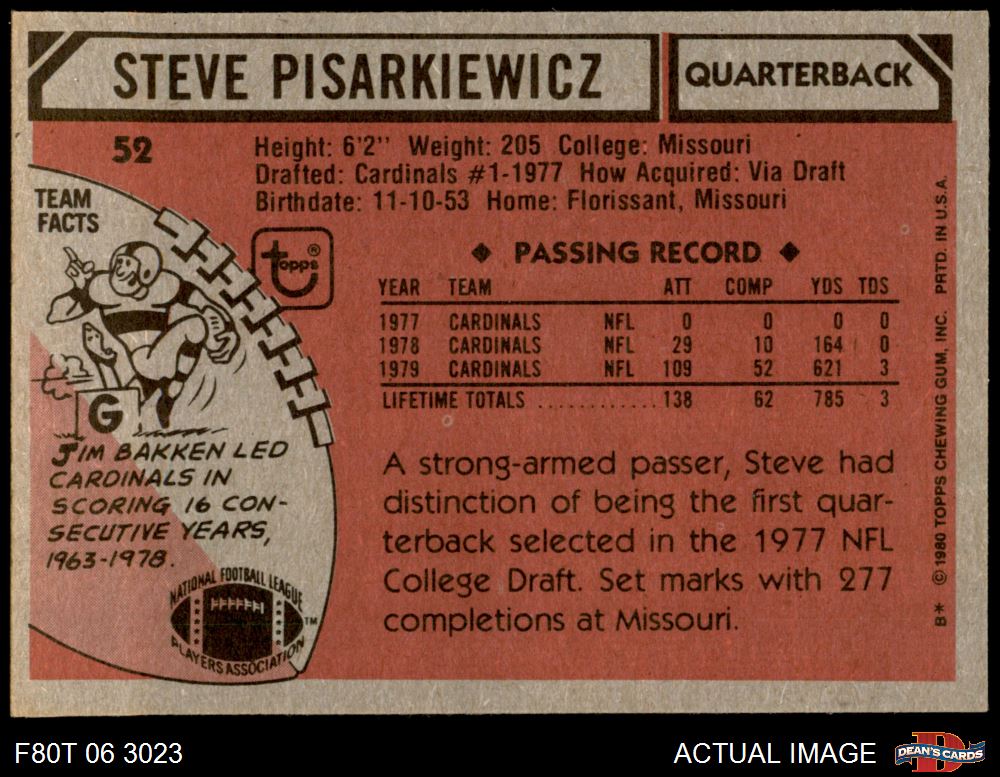 STEVE PISARKIEWICZ QUARTERBACK
52
Height: 6'2" Weight: 205 College: Missouri
Drafted: Cardinals #1-1977 How Acquired: Via Draft
Birthdate: 11-10-53 Home: Florissant, Missouri
TEAM
FACTS
topps®
G
JIM BAKKEN LED
CARDINALS IN
SCORING 16 CON-
SECUTIVE YEARS,
1963-1978.
NATIONAL FOOTBALL LEAGUE
PLAYERS ASSOCIATION
TM
◆ PASSING RECORD ◆
YEAR TEAM ATT COMP YDS TDS
1977 CARDINALS NFL 0 0 0 0
1978 CARDINALS NFL 29 10 164 0
1979 CARDINALS NFL 109 52 621 3
LIFETIME TOTALS ............ 138 62 785 3
A strong-armed passer, Steve had
distinction of being the first quar-
terback selected in the 1977 NFL
College Draft. Set marks with 277
completions at Missouri.
B* © 1980 TOPPS CHEWING GUM, INC. PRTD. IN U.S.A.
F80T 06 3023 ACTUAL IMAGE
D
DEAN'S CARDS